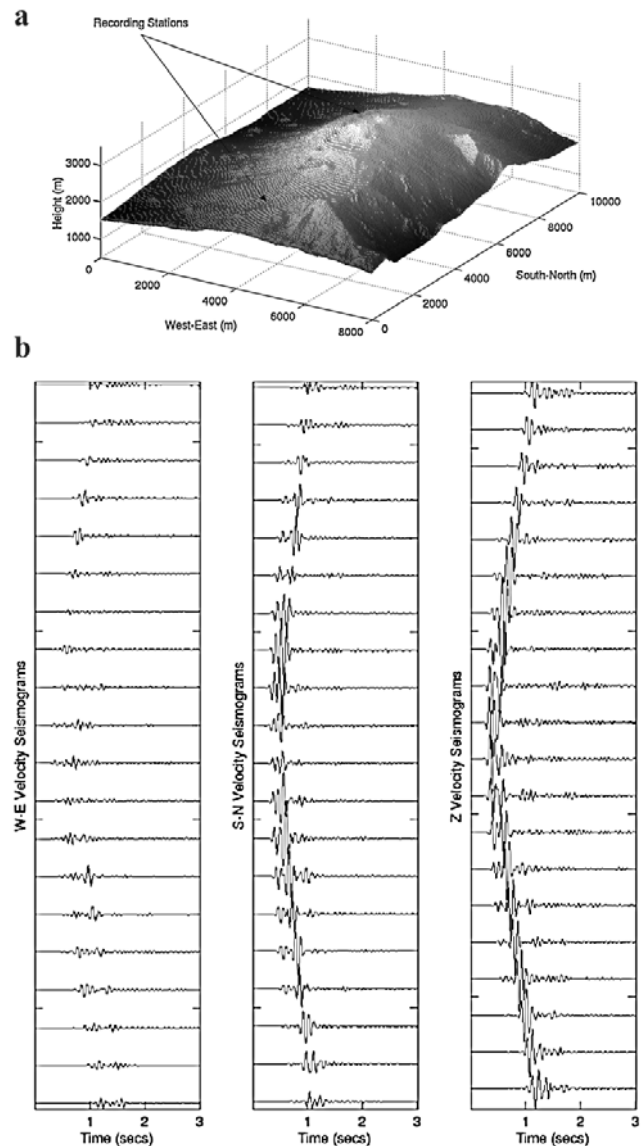 a
Recording Stations
3000
2000
1000
Height (m)
0
2000
4000
6000
8000
West-East (m)
0
2000
4000
6000
8000
10000
South-North (m)
b
W-E Velocity Seismograms
S-N Velocity Seismograms
Z Velocity Seismograms
1 2 3
1 2 3
1 2 3
Time (secs)
Time (secs)
Time (secs)